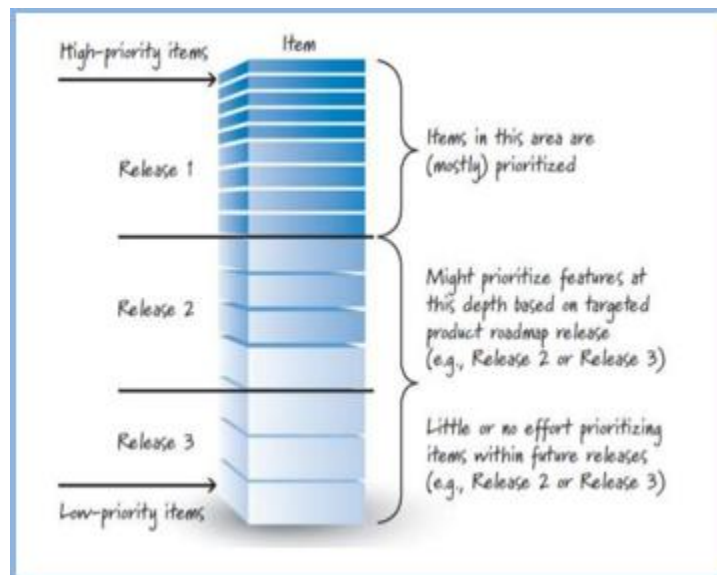 High-priority items
Item
Release 1
Items in this area are
(mostly) prioritized
Release 2
Might prioritize features at
this depth based on targeted
product roadmap release
(e.g., Release 2 or Release 3)
Release 3
Little or no effort prioritizing
items within future releases
(e.g., Release 2 or Release 3)
Low-priority items